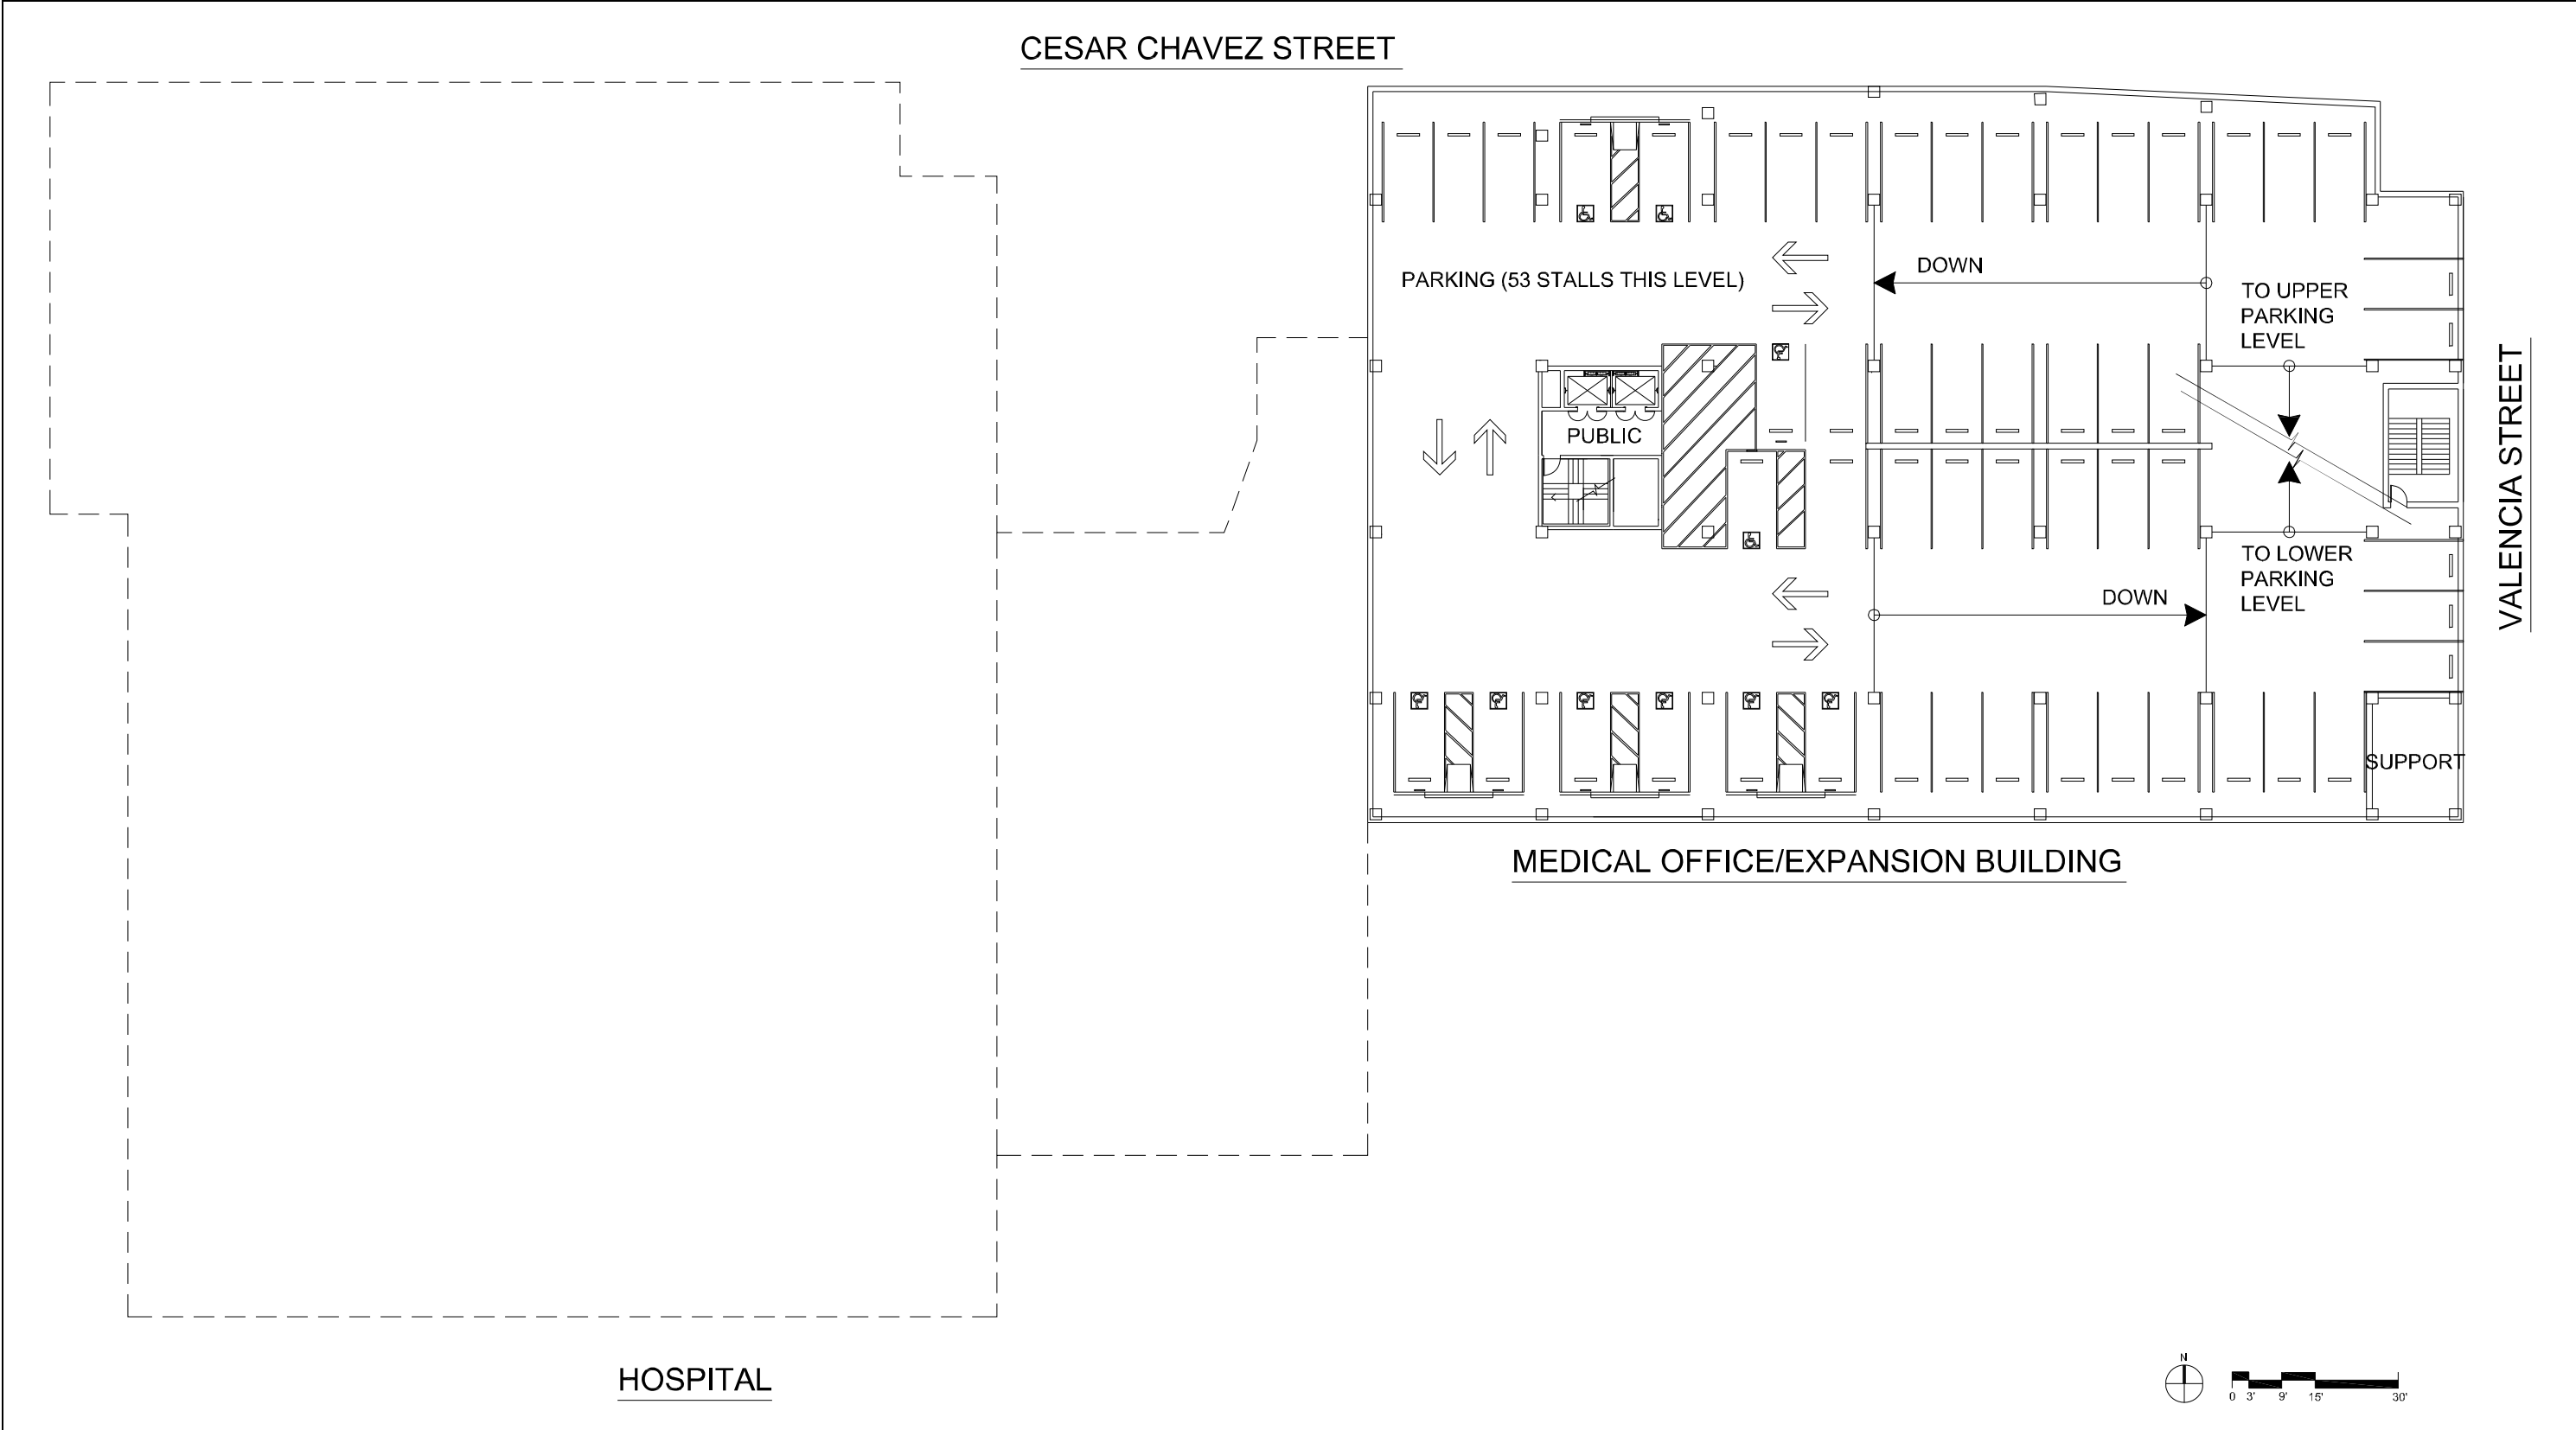 CESAR CHAVEZ STREET
PARKING (53 STALLS THIS LEVEL)
DOWN
TO UPPER
PARKING
LEVEL
PUBLIC
VALENCIA STREET
TO LOWER
PARKING
LEVEL
DOWN
SUPPORT
MEDICAL OFFICE/EXPANSION BUILDING
HOSPITAL
N
0 3' 9' 15' 30'